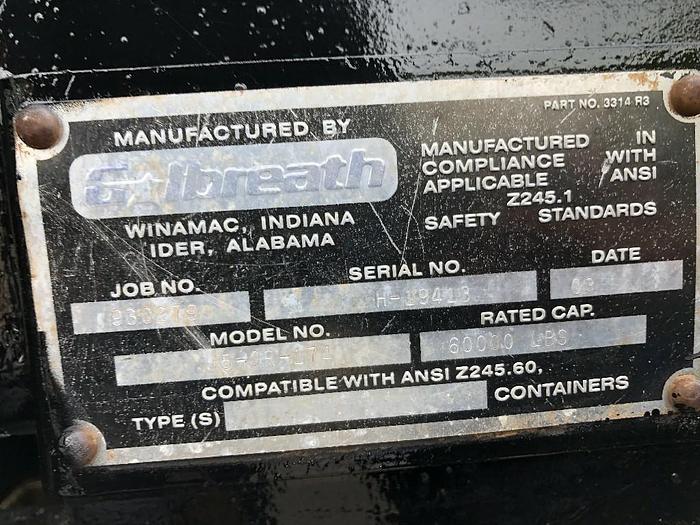 PART NO. 3314 R3
MANUFACTURED BY
Galbreath
WINAMAC, INDIANA
IDER, ALABAMA
MANUFACTURED IN
COMPLIANCE WITH
APPLICABLE ANSI
Z245.1
SAFETY STANDARDS
JOB NO.
SERIAL NO.
H-19413
DATE
MODEL NO.
RATED CAP.
60000 LBS
COMPATIBLE WITH ANSI Z245.60,
TYPE (S)
CONTAINERS